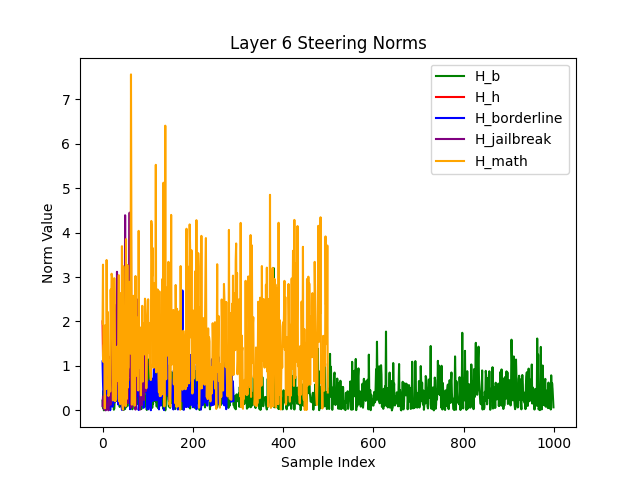 Layer 6 Steering Norms
H_b
H_h
H_borderline
H_jailbreak
H_math
Norm Value
7
6
5
4
3
2
1
0
0 200 400 600 800 1000
Sample Index